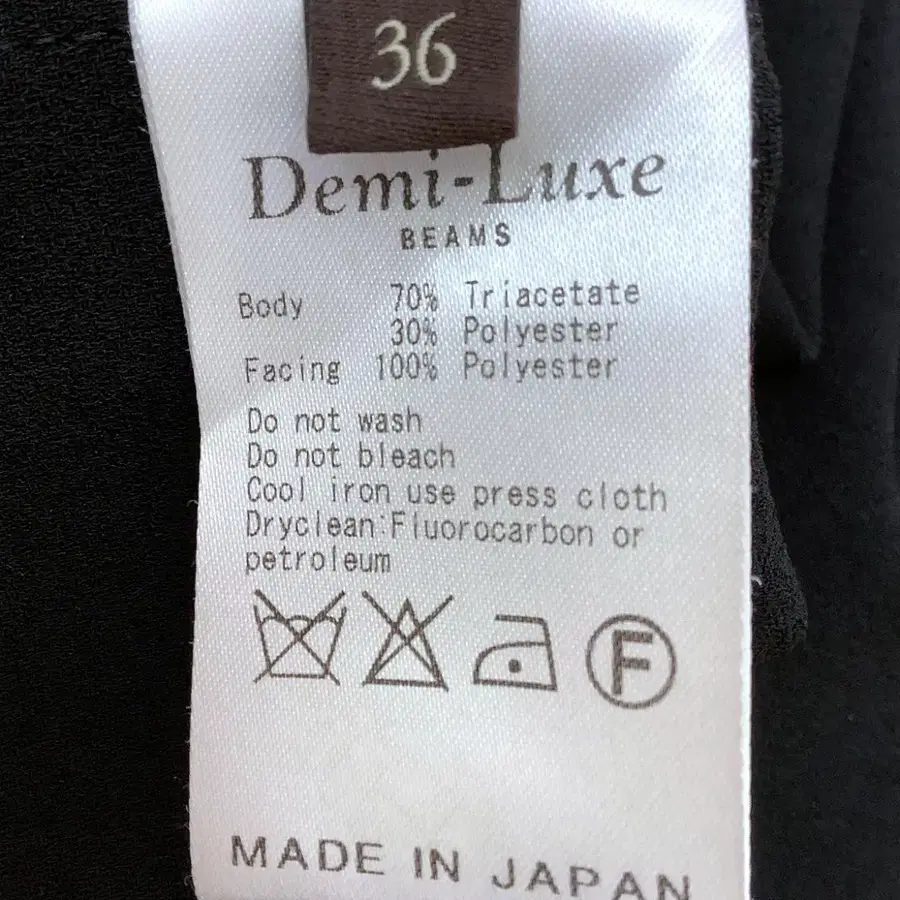 36
Demi-Luxe
BEAMS
Body 70% Triacetate
30% Polyester
Facing 100% Polyester
Do not wash
Do not bleach
Cool iron use press cloth
Dryclean:Fluorocarbon or
petroleum
F
MADE IN JAPAN